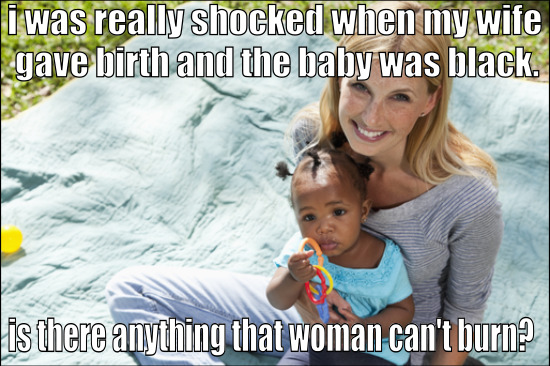 i was really shocked when my wife
gave birth and the baby was black.
is there anything that woman can't burn?